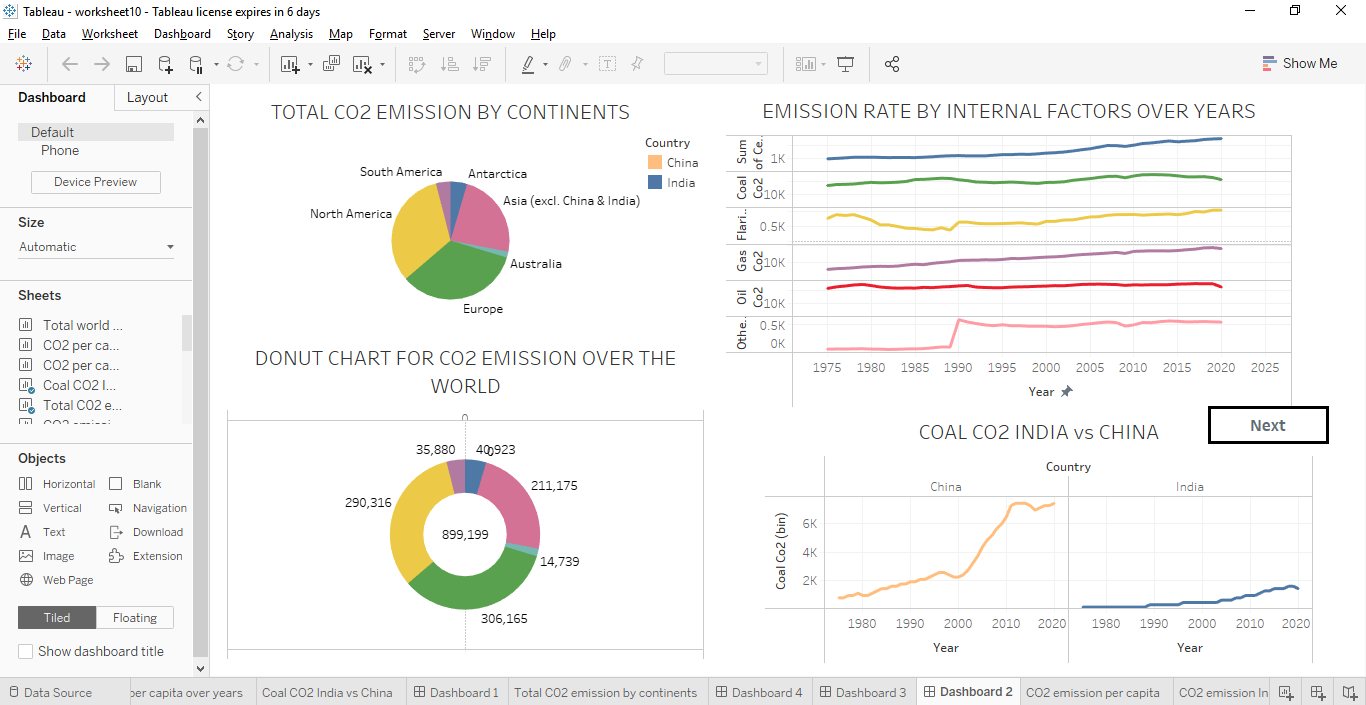 Tableau - worksheet10 - Tableau license expires in 6 days
File Data Worksheet Dashboard Story Analysis Map Format Server Window Help
Show Me
Dashboard Layout
Default
Phone
Device Preview
Size
Automatic
Sheets
Total world ...
CO2 per ca...
CO2 per ca...
Coal CO2 I...
Total CO2 e...
Objects
Horizontal Blank
Vertical Navigation
Text Download
Image Extension
Web Page
Tiled Floating
Show dashboard title
TOTAL CO2 EMISSION BY CONTINENTS
Country
China
India
South America
Antarctica
Asia (excl. China & India)
North America
Australia
Europe
DONUT CHART FOR CO2 EMISSION OVER THE
WORLD
0
35,880
40,923
0
211,175
290,316
899,199
14,739
306,165
EMISSION RATE BY INTERNAL FACTORS OVER YEARS
Sum
of Ce..
1K
Coal
Co2
10K
Flari..
0.5K
Gas
Co2
10K
Oil
Co2
10K
Othe..
0.5K
0K
1975 1980 1985 1990 1995 2000 2005 2010 2015 2020 2025
Year
Next
COAL CO2 INDIA vs CHINA
Country
China India
Coal Co2 (bin)
6K
4K
2K
1980 1990 2000 2010 2020 1980 1990 2000 2010 2020
Year Year
Data Source per capita over years Coal CO2 India vs China Dashboard 1 Total CO2 emission by continents Dashboard 4 Dashboard 3 Dashboard 2 CO2 emission per capita CO2 emission In